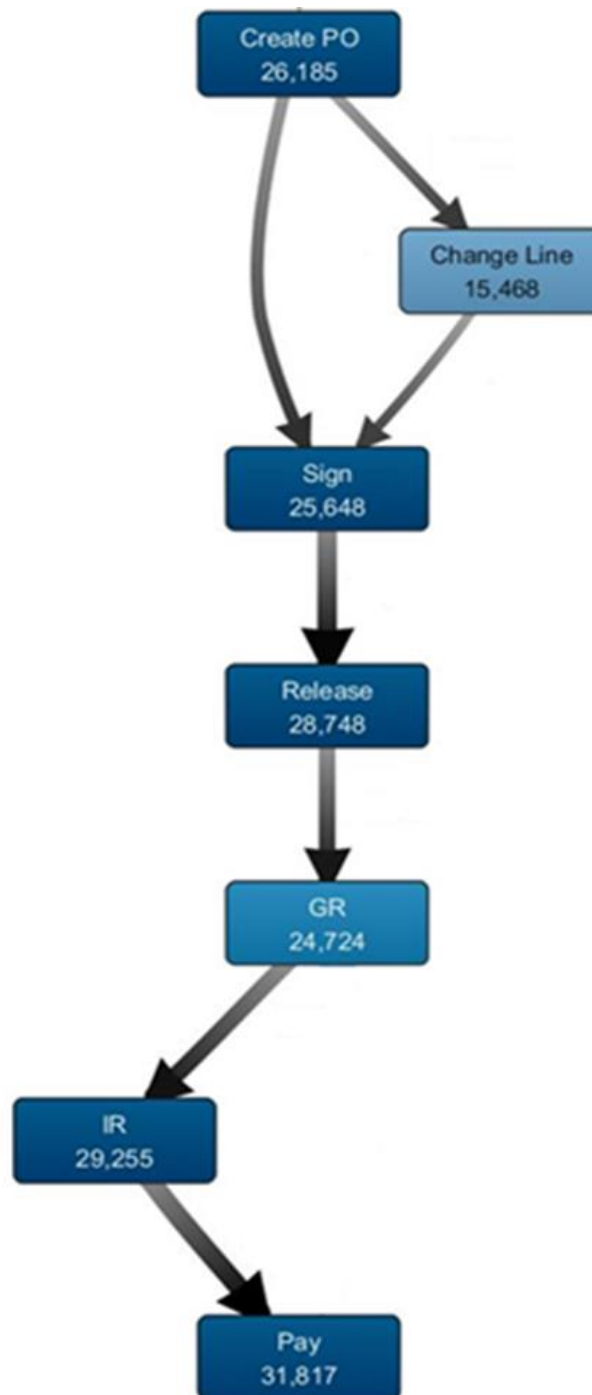 Create PO
26,185
Change Line
15,468
Sign
25,648
Release
28,748
GR
24,724
IR
29,255
Pay
31,817